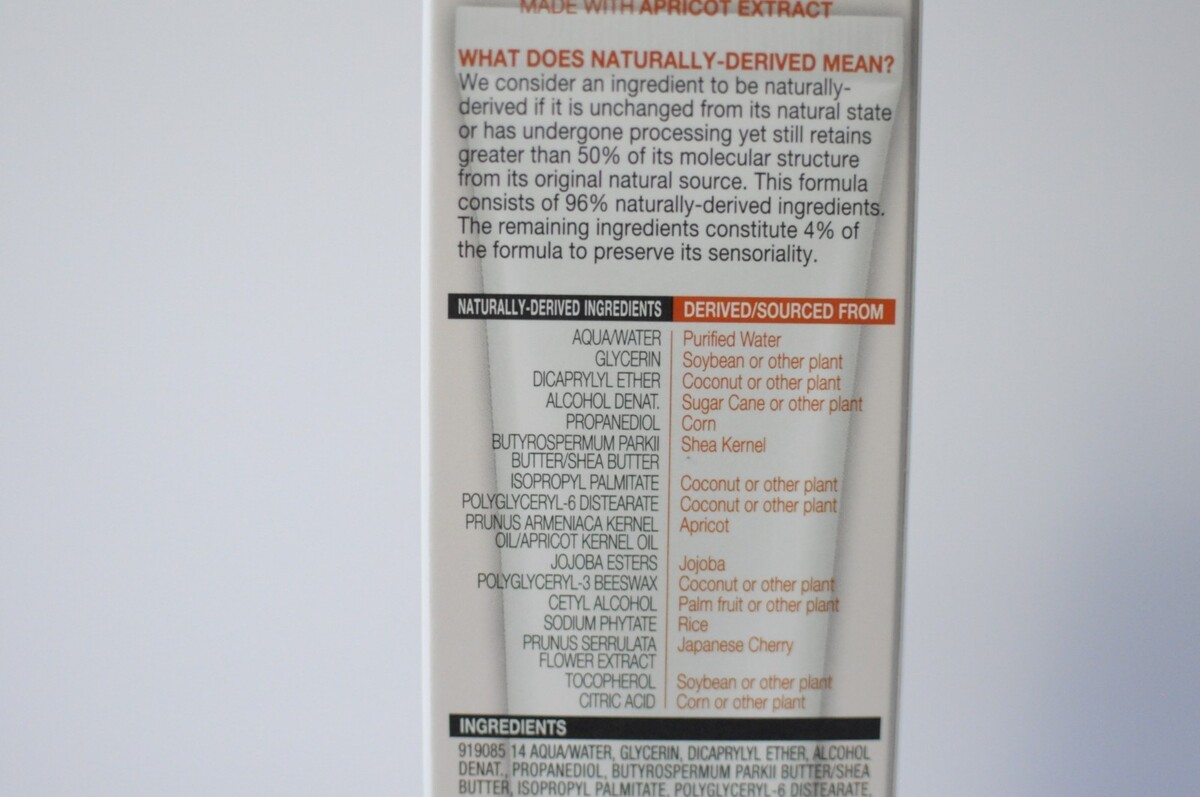 MADE WITH APRICOT EXTRACT
WHAT DOES NATURALLY-DERIVED MEAN?
We consider an ingredient to be naturally-
derived if it is unchanged from its natural state
or has undergone processing yet still retains
greater than 50% of its molecular structure
from its original natural source. This formula
consists of 96% naturally-derived ingredients.
The remaining ingredients constitute 4% of
the formula to preserve its sensoriality.
NATURALLY-DERIVED INGREDIENTS DERIVED/SOURCED FROM
AQUA/WATER Purified Water
GLYCERIN Soybean or other plant
DICAPRYLYL ETHER Coconut or other plant
ALCOHOL DENAT. Sugar Cane or other plant
PROPANEDIOL Corn
BUTYROSPERMUM PARKII Shea Kernel
BUTTER/SHEA BUTTER
ISOPROPYL PALMITATE Coconut or other plant
POLYGLYCERYL-6 DISTEARATE Coconut or other plant
PRUNUS ARMENIACA KERNEL Apricot
OIL/APRICOT KERNEL OIL
JOJOBA ESTERS Jojoba
POLYGLYCERYL-3 BEESWAX Coconut or other plant
CETYL ALCOHOL Palm fruit or other plant
SODIUM PHYTATE Rice
PRUNUS SERRULATA Japanese Cherry
FLOWER EXTRACT
TOCOPHEROL Soybean or other plant
CITRIC ACID Corn or other plant
INGREDIENTS
919085 14 AQUA/WATER, GLYCERIN, DICAPRYLYL ETHER, ALCOHOL
DENAT., PROPANEDIOL, BUTYROSPERMUM PARKII BUTTER/SHEA
BUTTER, ISOPROPYL PALMITATE, POLYGLYCERYL-6 DISTEARATE,